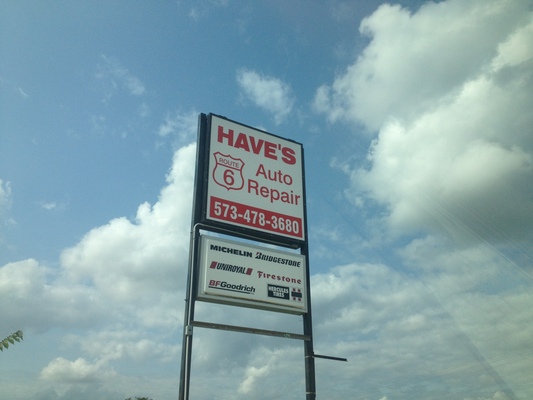 HAVE'S
ROUTE
6
Auto
Repair
573-478-3680
MICHELIN BRIDGESTONE
UNIROYAL Firestone
BFGoodrich HERCULES
TIRES